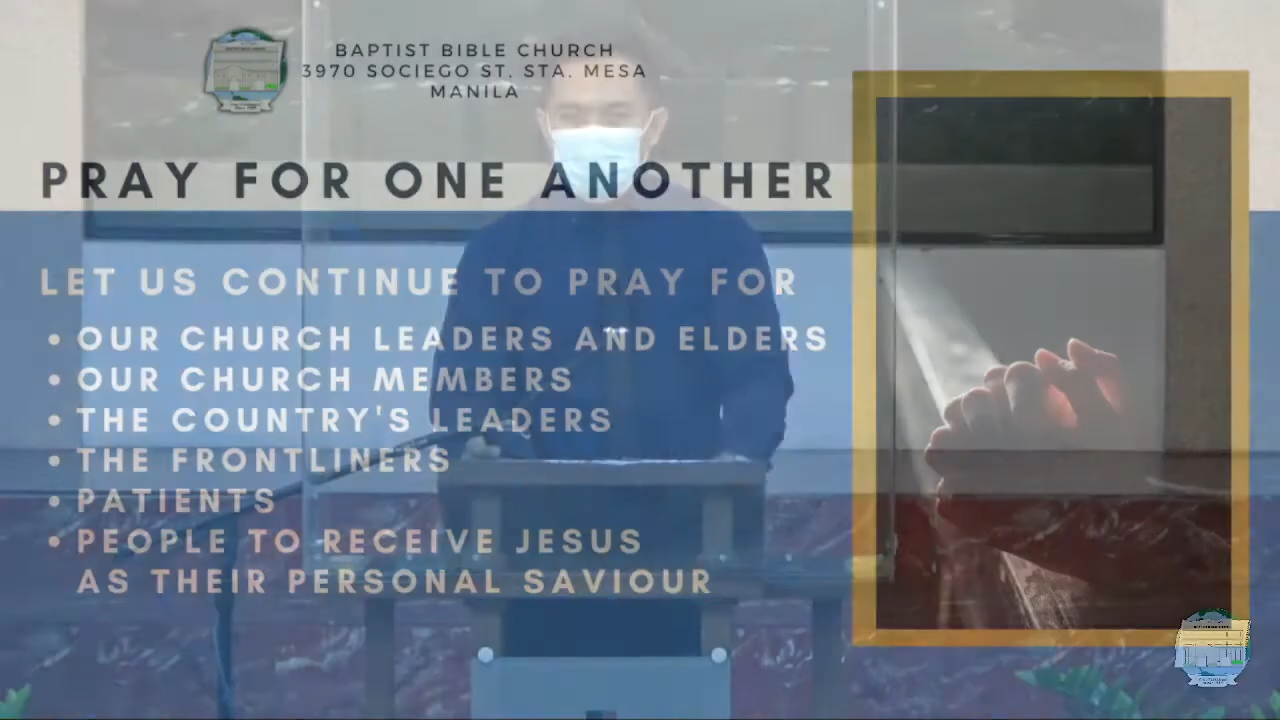 BAPTIST BIBLE CHURCH
3970 SOCIEGO ST. STA. MESA
MANILA
PRAY FOR ONE ANOTHER
LET US CONTINUE TO PRAY FOR
• OUR CHURCH LEADERS AND ELDERS
• OUR CHURCH MEMBERS
• THE COUNTRY'S LEADERS
• THE FRONTLINERS
• PATIENTS
• PEOPLE TO RECEIVE JESUS
AS THEIR PERSONAL SAVIOUR